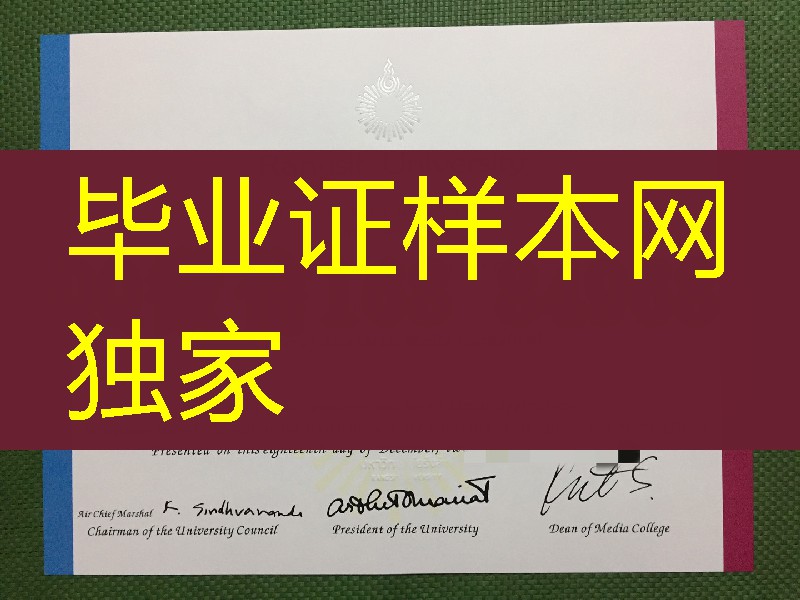 毕业证样本网
独家
Presented on this eighteenth day of December,
Air Chief Marshal K. Sindhvananda
Chairman of the University Council
President of the University
Dean of Media College